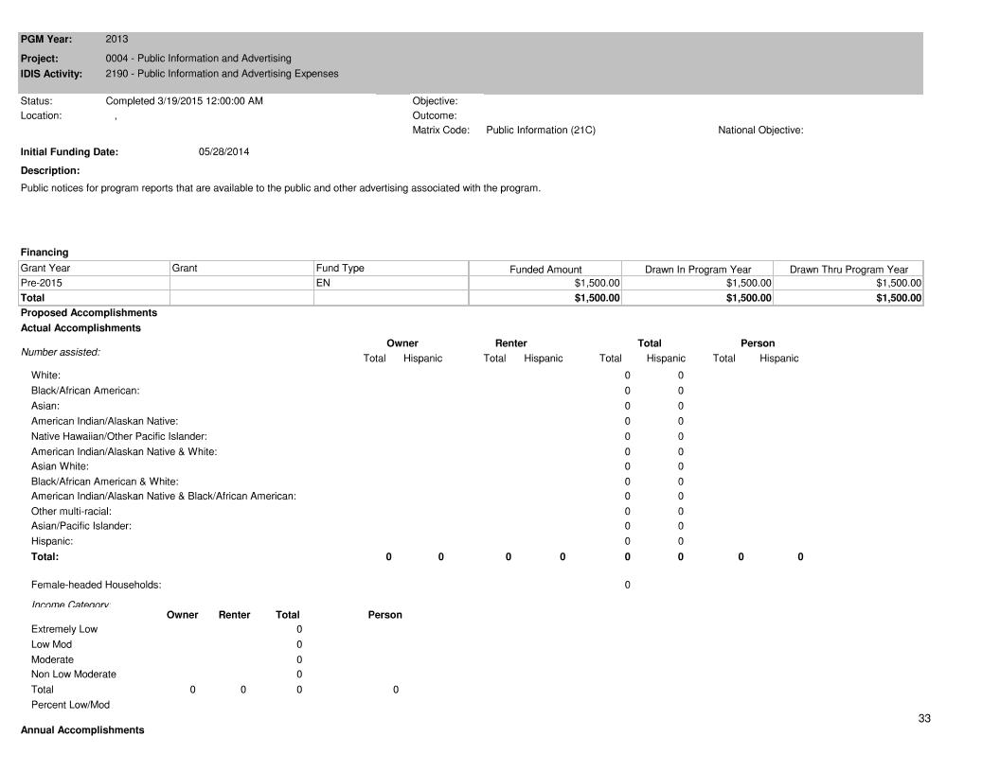 PGM Year: 2013
Project: 0004 - Public Information and Advertising
IDIS Activity: 2190 - Public Information and Advertising Expenses
Status: Completed 3/19/2015 12:00:00 AM Objective:
Location: , Outcome:
Matrix Code: Public Information (21C) National Objective:
Initial Funding Date: 05/28/2014
Description:
Public notices for program reports that are available to the public and other advertising associated with the program.
Financing
Grant Year Grant Fund Type Funded Amount Drawn In Program Year Drawn Thru Program Year
Pre-2015 EN $1,500.00 $1,500.00 $1,500.00
Total $1,500.00 $1,500.00 $1,500.00
Proposed Accomplishments
Actual Accomplishments
Owner Renter Total Person
Number assisted:
Total Hispanic Total Hispanic Total Hispanic Total Hispanic
White: 0 0
Black/African American: 0 0
Asian: 0 0
American Indian/Alaskan Native: 0 0
Native Hawaiian/Other Pacific Islander: 0 0
American Indian/Alaskan Native & White: 0 0
Asian White: 0 0
Black/African American & White: 0 0
American Indian/Alaskan Native & Black/African American: 0 0
Other multi-racial: 0 0
Asian/Pacific Islander: 0 0
Hispanic: 0 0
Total: 0 0 0 0 0 0 0 0
Female-headed Households: 0
Income Category:
Owner Renter Total Person
Extremely Low 0
Low Mod 0
Moderate 0
Non Low Moderate 0
Total 0 0 0 0
Percent Low/Mod
33
Annual Accomplishments